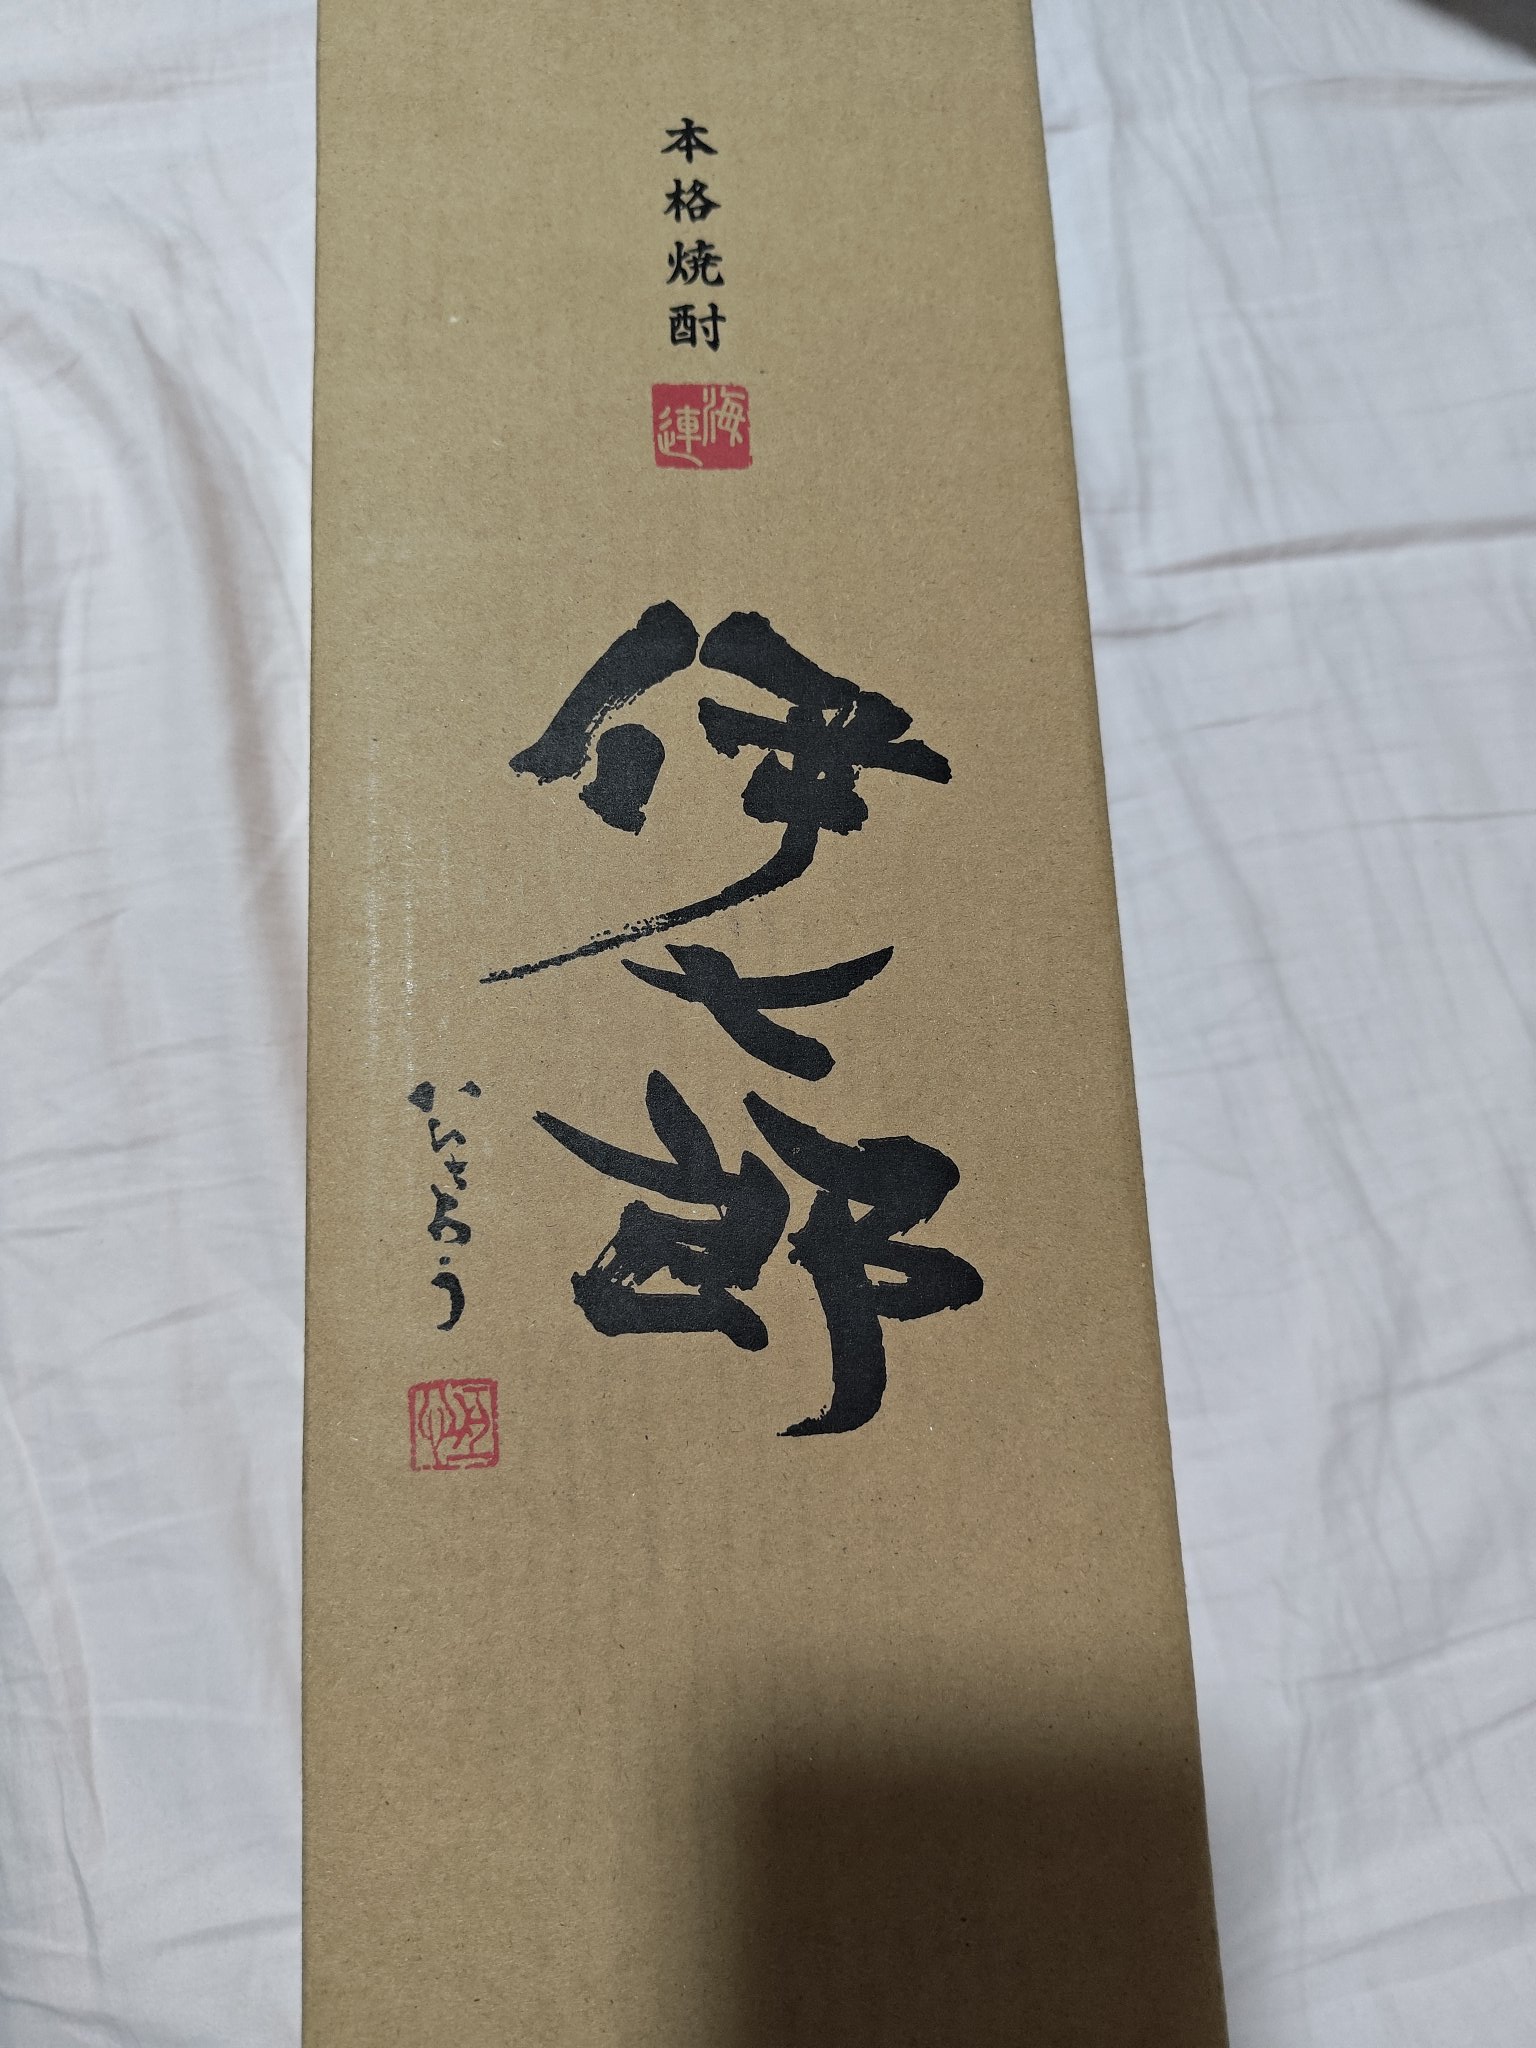 本格焼酎
海連
伊七郎
いしちろう